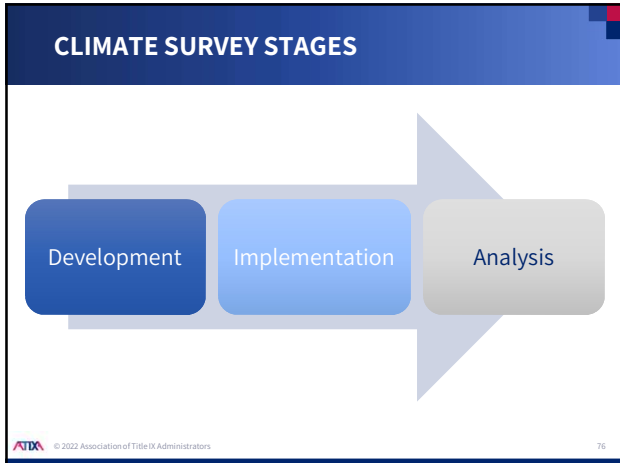 CLIMATE SURVEY STAGES
Development
Implementation
Analysis
ATIXA © 2022 Association of Title IX Administrators 76